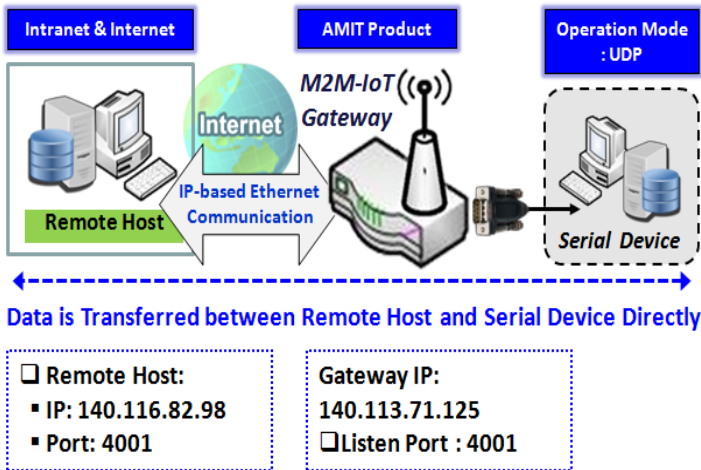 Intranet & Internet
AMIT Product
Operation Mode
: UDP
M2M-IoT
Gateway
Internet
IP-based Ethernet
Communication
Remote Host
Serial Device
Data is Transferred between Remote Host and Serial Device Directly
❑ Remote Host:
▪ IP: 140.116.82.98
▪ Port: 4001
Gateway IP:
140.113.71.125
❑Listen Port : 4001